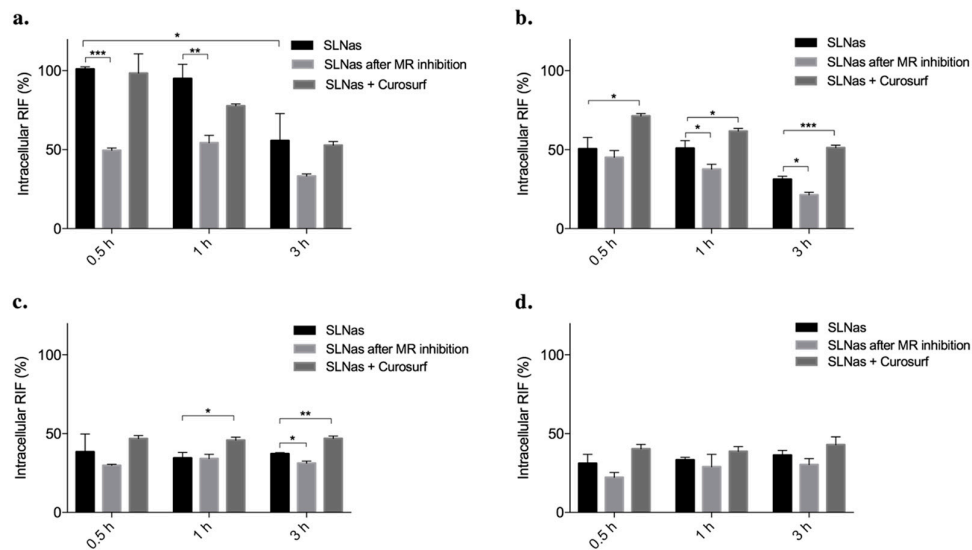 a.
Intracellular RIF (%)
100
50
0
*
***
**
SLNas
SLNas after MR inhibition
SLNas + Curosurf
0.5 h
1 h
3 h
b.
Intracellular RIF (%)
100
50
0
SLNas
SLNas after MR inhibition
SLNas + Curosurf
*
*
*
***
*
0.5 h
1 h
3 h
c.
Intracellular RIF (%)
100
50
0
SLNas
SLNas after MR inhibition
SLNas + Curosurf
*
**
*
0.5 h
1 h
3 h
d.
Intracellular RIF (%)
100
50
0
SLNas
SLNas after MR inhibition
SLNas + Curosurf
0.5 h
1 h
3 h